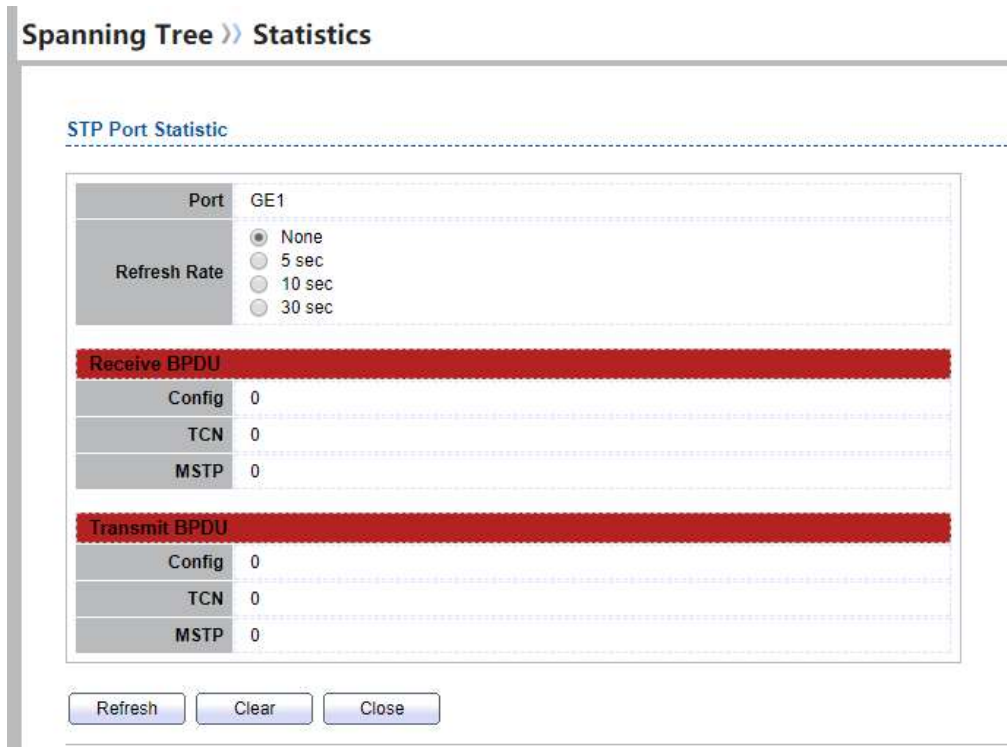 Spanning Tree >> Statistics
STP Port Statistic
Port GE1
Refresh Rate
None
5 sec
10 sec
30 sec
Receive BPDU
Config 0
TCN 0
MSTP 0
Transmit BPDU
Config 0
TCN 0
MSTP 0
Refresh Clear Close